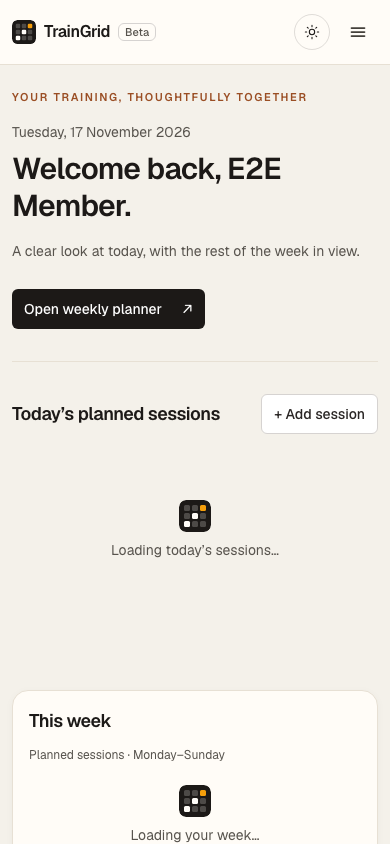 TrainGrid Beta
YOUR TRAINING, THOUGHTFULLY TOGETHER
Tuesday, 17 November 2026
Welcome back, E2E
Member.
A clear look at today, with the rest of the week in view.
Open weekly planner ↗
Today’s planned sessions
+ Add session
Loading today’s sessions…
This week
Planned sessions · Monday–Sunday
Loading your week…